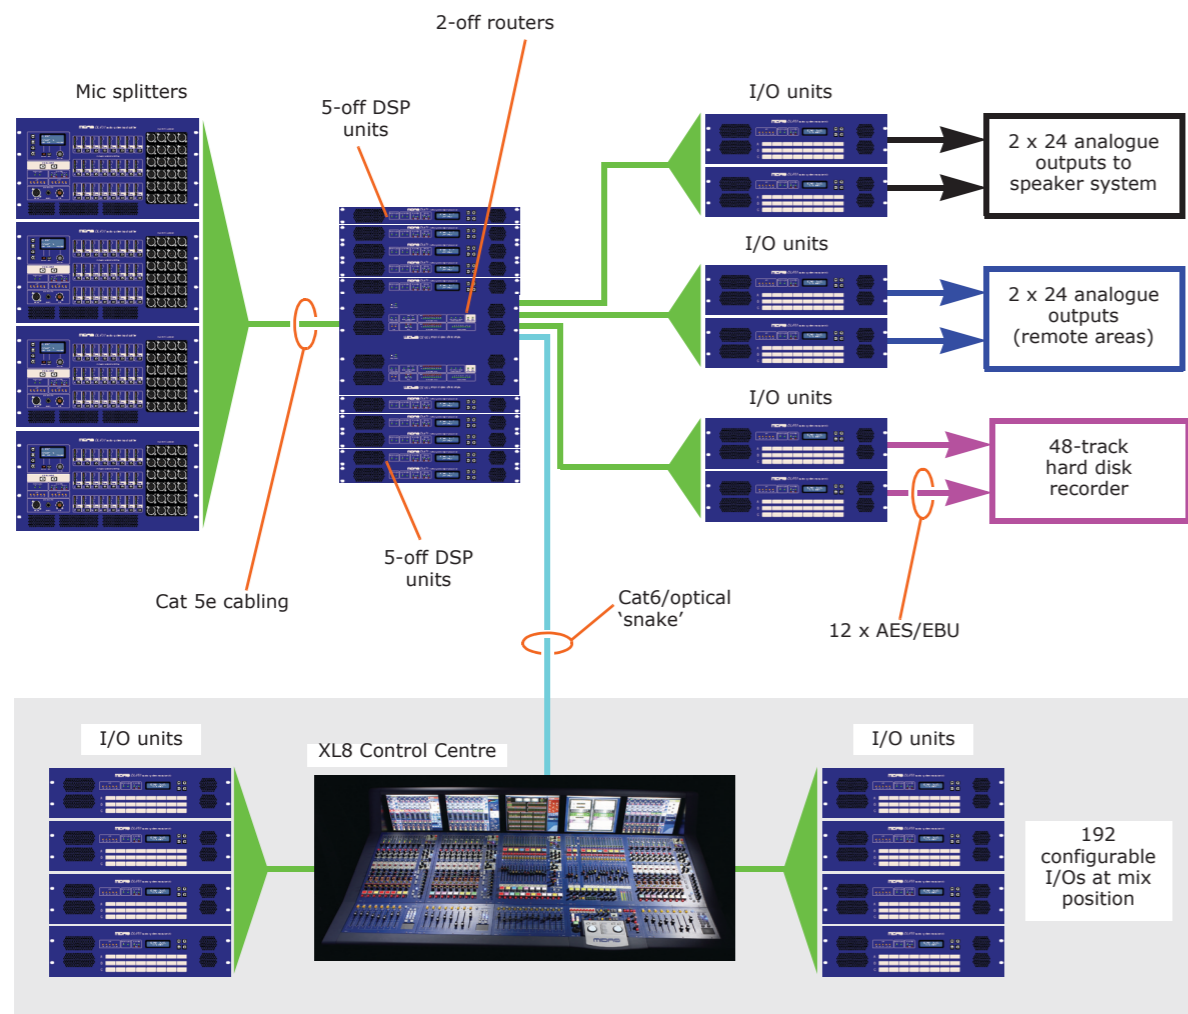 2-off routers
Mic splitters
5-off DSP
units
I/O units
2 x 24 analogue
outputs to
speaker system
I/O units
2 x 24 analogue
outputs
(remote areas)
I/O units
48-track
hard disk
recorder
5-off DSP
units
Cat 5e cabling
Cat6/optical
‘snake’
12 x AES/EBU
I/O units
XL8 Control Centre
I/O units
192
configurable
I/Os at mix
position
MIDAS